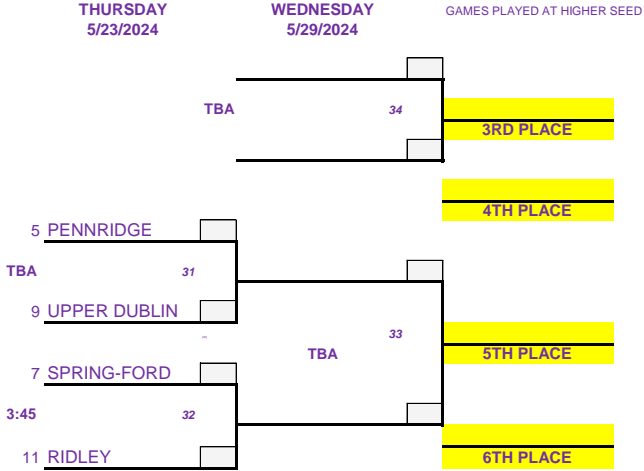 THURSDAY
5/23/2024
WEDNESDAY
5/29/2024
GAMES PLAYED AT HIGHER SEED
TBA
34
3RD PLACE
4TH PLACE
5 PENNRIDGE
TBA
31
9 UPPER DUBLIN
33
TBA
5TH PLACE
7 SPRING-FORD
3:45
32
11 RIDLEY
6TH PLACE